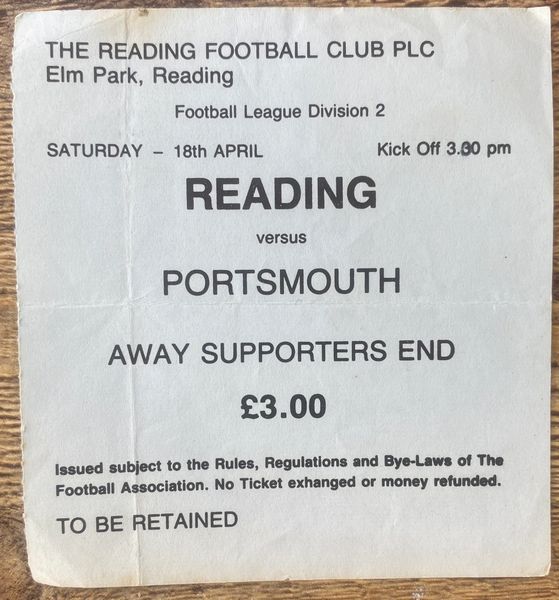 THE READING FOOTBALL CLUB PLC
Elm Park, Reading
Football League Division 2
SATURDAY – 18th APRIL Kick Off 3.00 pm
READING
versus
PORTSMOUTH
AWAY SUPPORTERS END
£3.00
Issued subject to the Rules, Regulations and Bye-Laws of The
Football Association. No Ticket exhanged or money refunded.
TO BE RETAINED